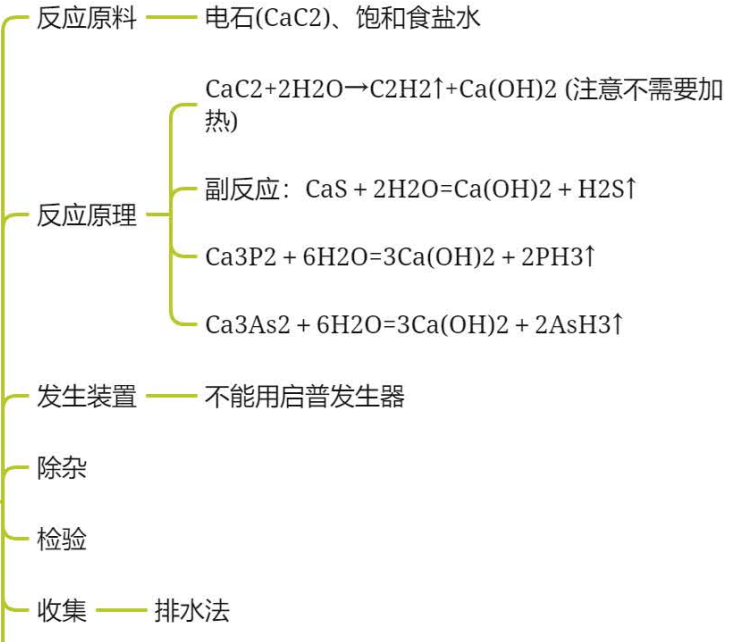 反应原料
电石(CaC2)、饱和食盐水
CaC2+2H2O→C2H2↑+Ca(OH)2 (注意不需要加
热)
反应原理
副反应：CaS + 2H2O=Ca(OH)2 + H2S↑
Ca3P2 + 6H2O=3Ca(OH)2 + 2PH3↑
Ca3As2 + 6H2O=3Ca(OH)2 + 2AsH3↑
发生装置
不能用启普发生器
除杂
检验
收集
排水法